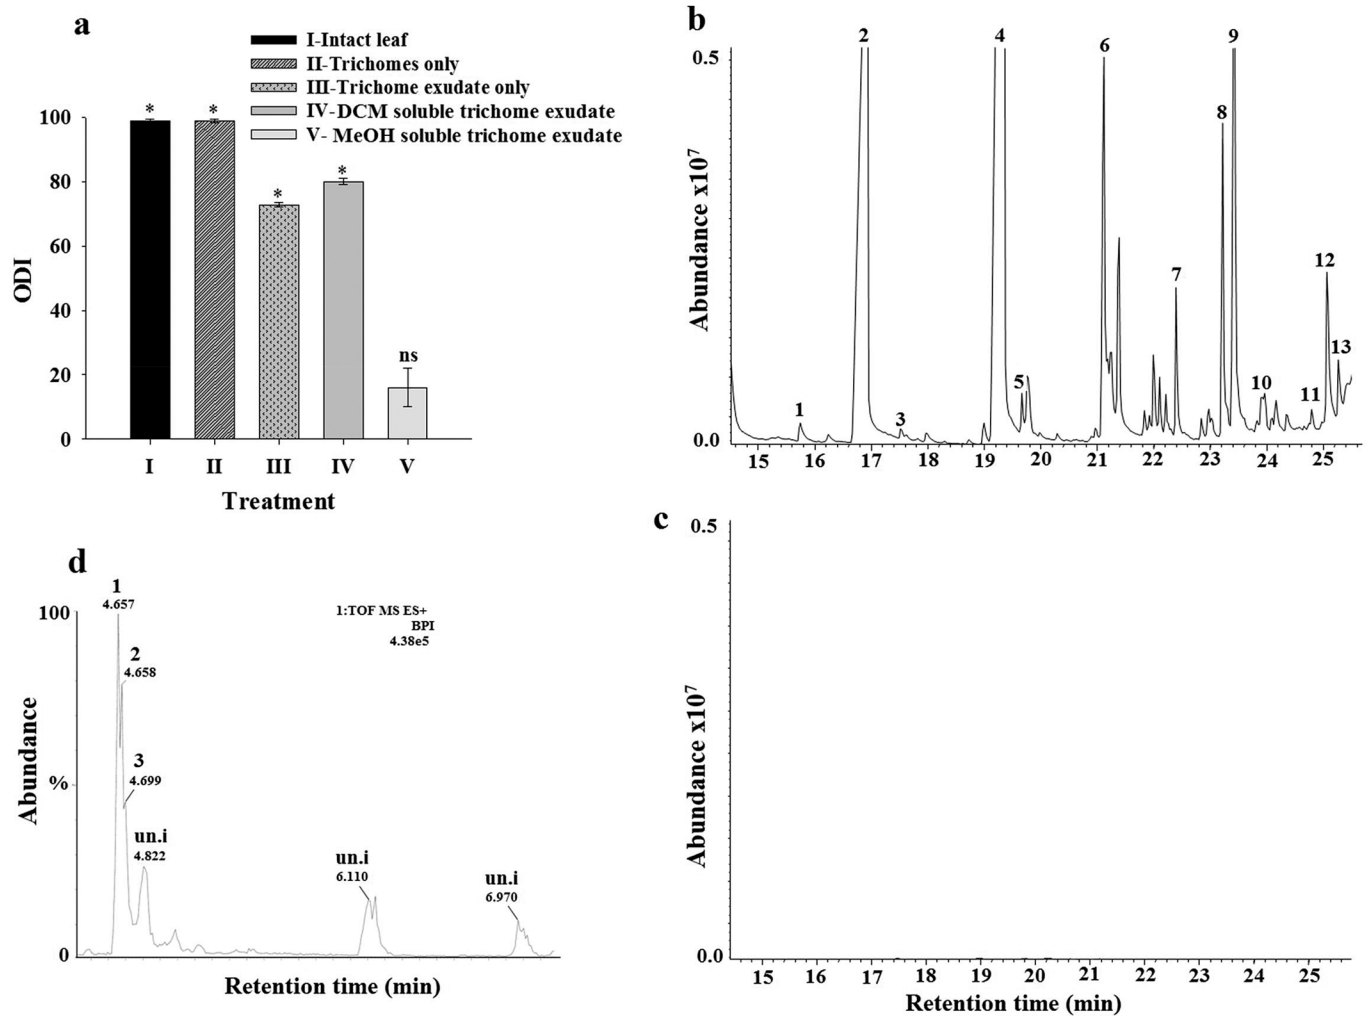 a
I-Intact leaf
II-Trichomes only
III-Trichome exudate only
IV-DCM soluble trichome exudate
V- MeOH soluble trichome exudate
ODI
100
80
60
40
20
0
*
*
*
*
ns
I II III IV V
Treatment
b
Abundance x10⁷
0.5
0.0
1
2
3
4
5
6
7
8
9
10
11
12
13
15 16 17 18 19 20 21 22 23 24 25
c
Abundance x10⁷
0.5
0.0
15 16 17 18 19 20 21 22 23 24 25
Retention time (min)
d
Abundance
100
%
0
1
4.657
2
4.658
3
4.699
un.i
4.822
un.i
6.110
un.i
6.970
1:TOF MS ES+
BPI
4.38e5
Retention time (min)